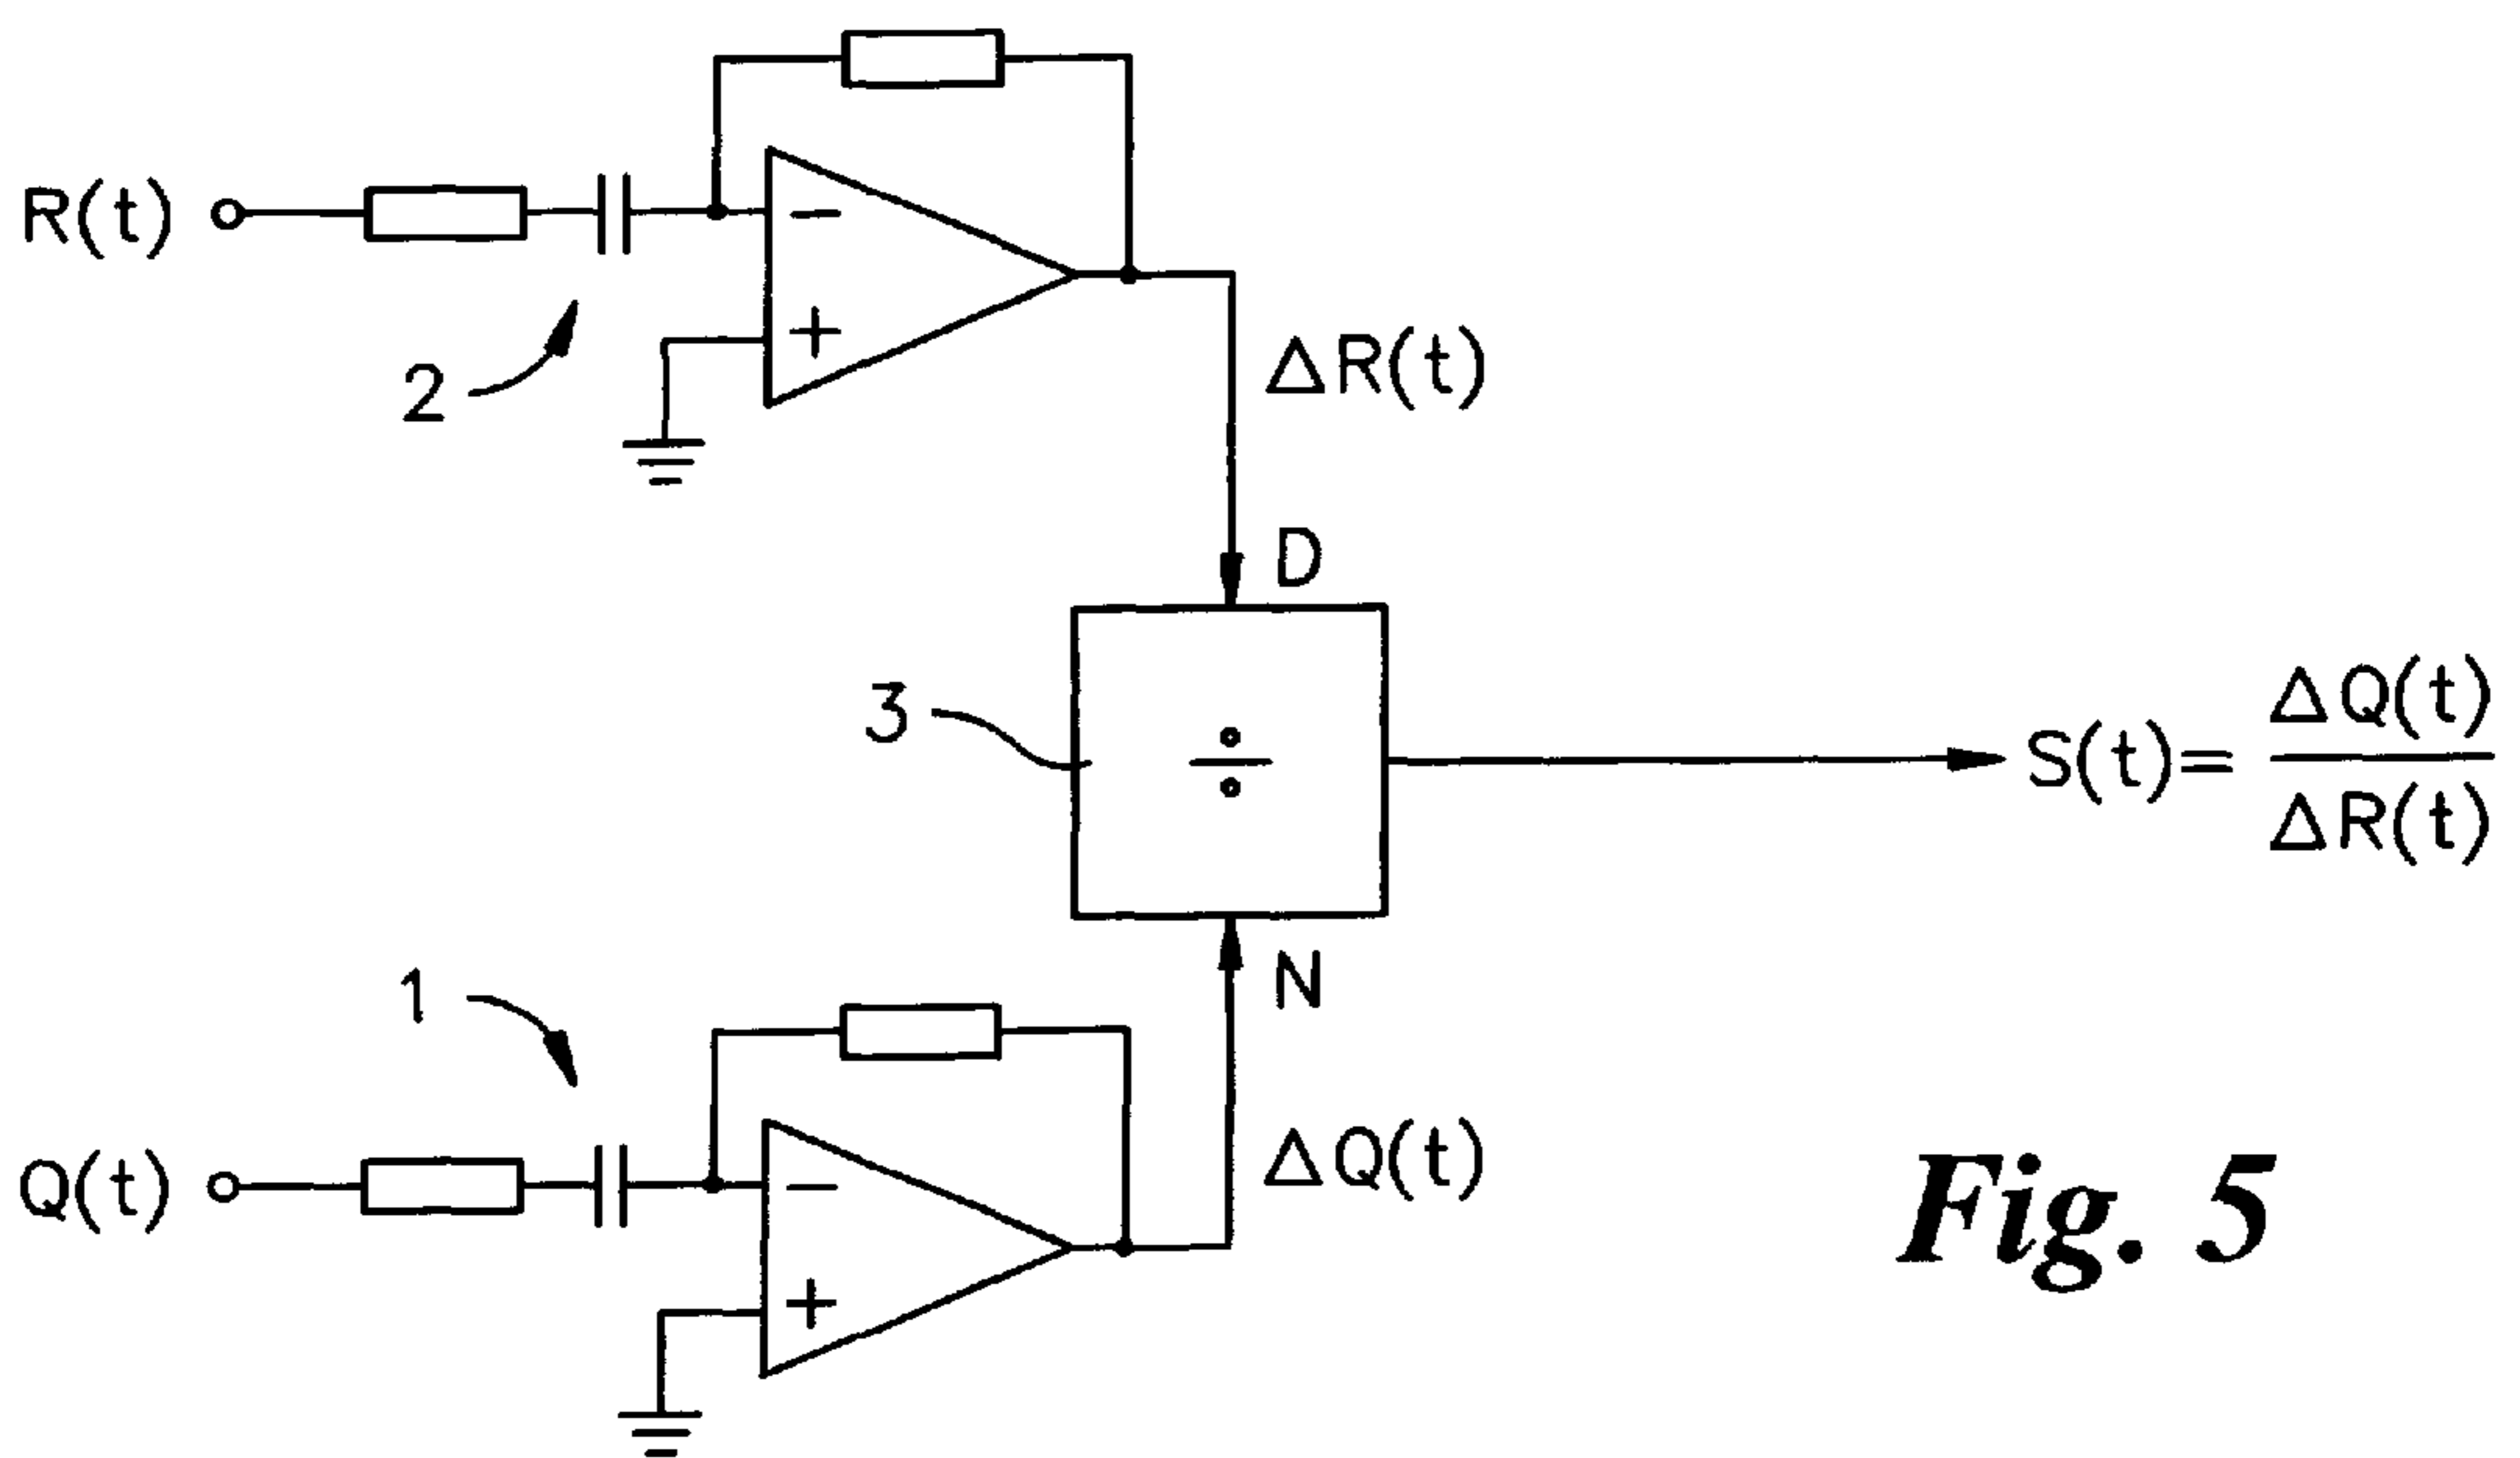 R(t)
−
+
2
ΔR(t)
D
3
÷
S(t)= ΔQ(t)
ΔR(t)
N
1
Q(t)
−
+
ΔQ(t)
Fig. 5